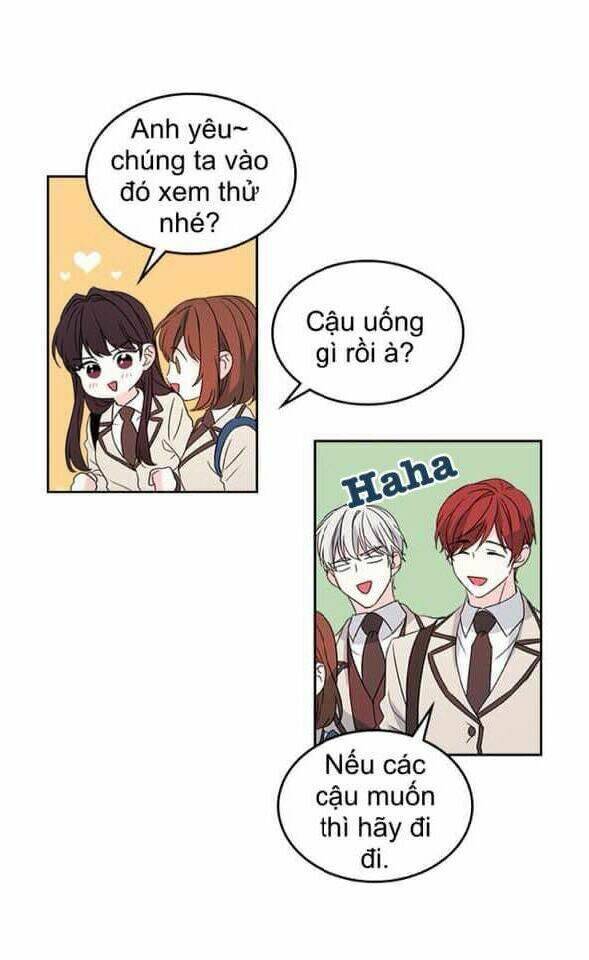 Anh yêu~
chúng ta vào
đó xem thử
nhé?
Cậu uống
gì rồi à?
Haha
Nếu các
cậu muốn
thì hãy đi
đi.